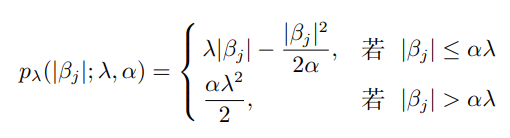 p_λ(|β_j|; λ, α) = { λ|β_j| − |β_j|²/2α, 若 |β_j| ≤ αλ
αλ²/2, 若 |β_j| > αλ